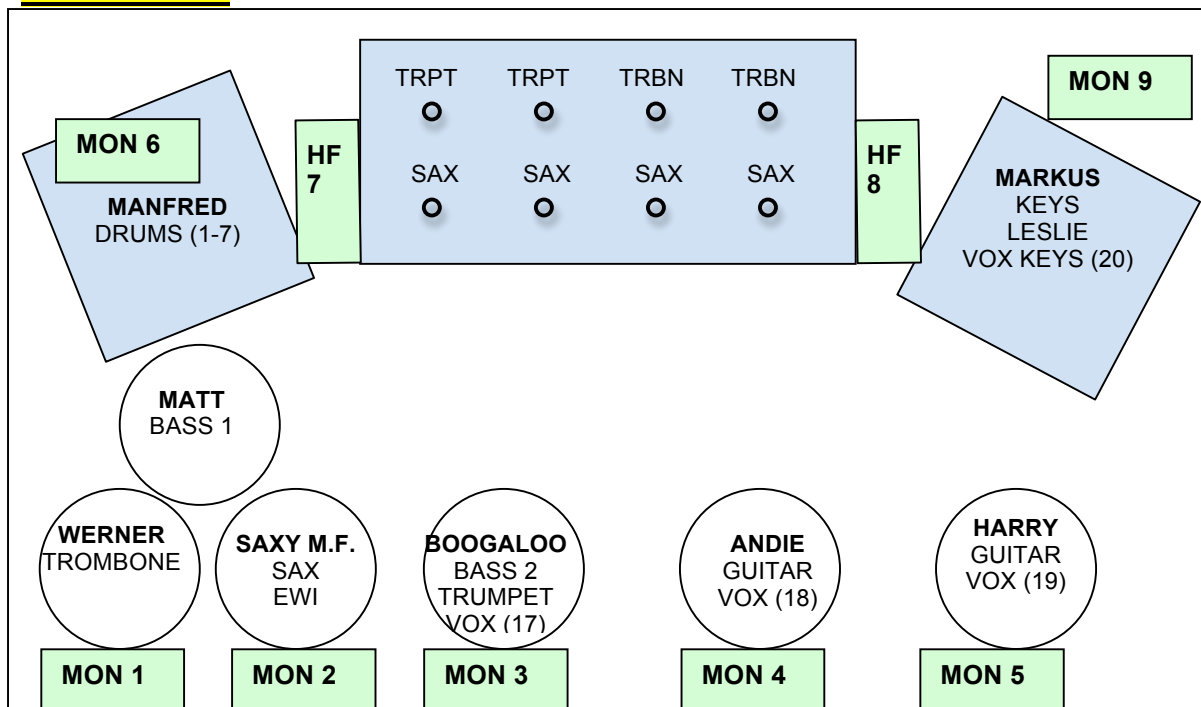 TRPT TRPT TRBN TRBN
SAX SAX SAX SAX
MON 6
MANFRED
DRUMS (1-7)
HF
7
HF
8
MON 9
MARKUS
KEYS
LESLIE
VOX KEYS (20)
MATT
BASS 1
WERNER
TROMBONE
SAXY M.F.
SAX
EWI
BOOGALOO
BASS 2
TRUMPET
VOX (17)
ANDIE
GUITAR
VOX (18)
HARRY
GUITAR
VOX (19)
MON 1
MON 2
MON 3
MON 4
MON 5